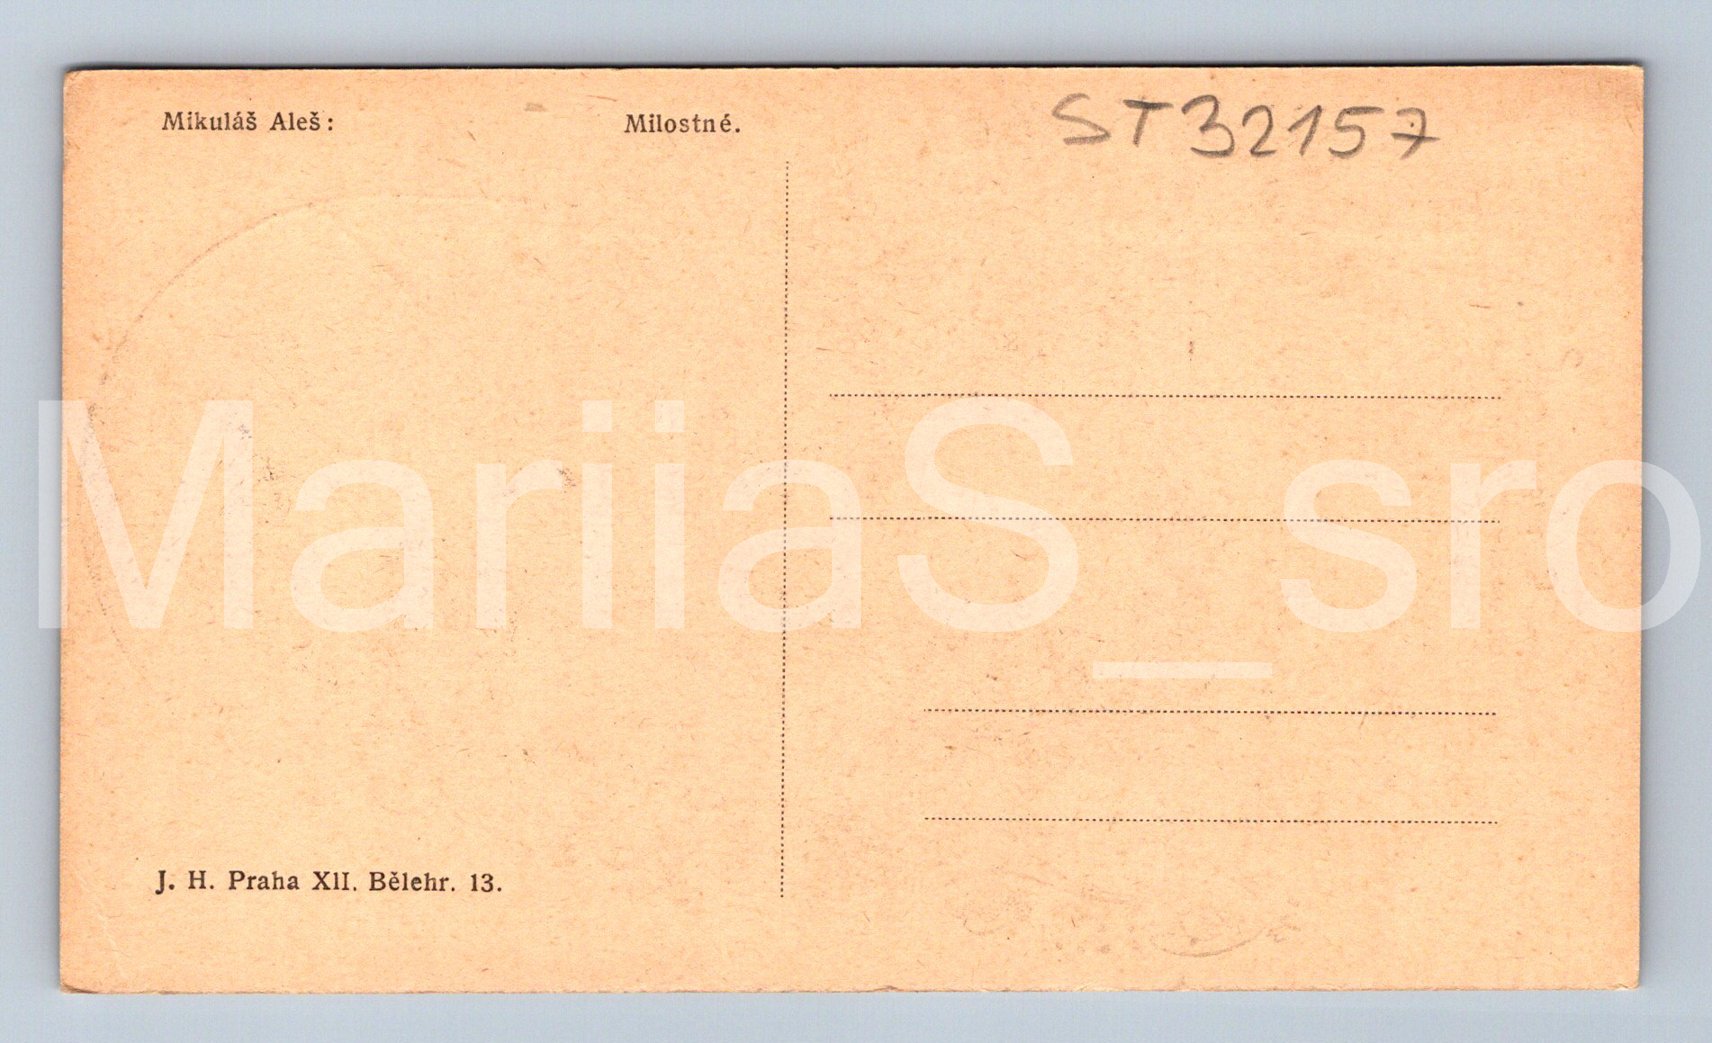 Mikuláš Aleš: Milostné.
ST32157
MariiaS_sro
J. H. Praha XII. Bělehr. 13.